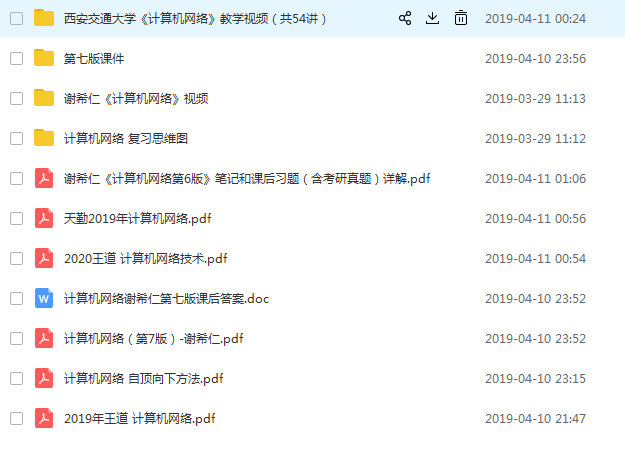 西安交通大学《计算机网络》教学视频（共54讲） 2019-04-11 00:24
第七版课件 2019-04-10 23:56
谢希仁《计算机网络》视频 2019-03-29 11:13
计算机网络 复习思维图 2019-03-29 11:12
谢希仁《计算机网络第6版》笔记和课后习题（含考研真题）详解.pdf 2019-04-11 01:06
天勤2019年计算机网络.pdf 2019-04-11 00:56
2020王道 计算机网络技术.pdf 2019-04-11 00:54
W 计算机网络谢希仁第七版课后答案.doc 2019-04-10 23:52
计算机网络（第7版）-谢希仁.pdf 2019-04-10 23:52
计算机网络 自顶向下方法.pdf 2019-04-10 23:15
2019年王道 计算机网络.pdf 2019-04-10 21:47